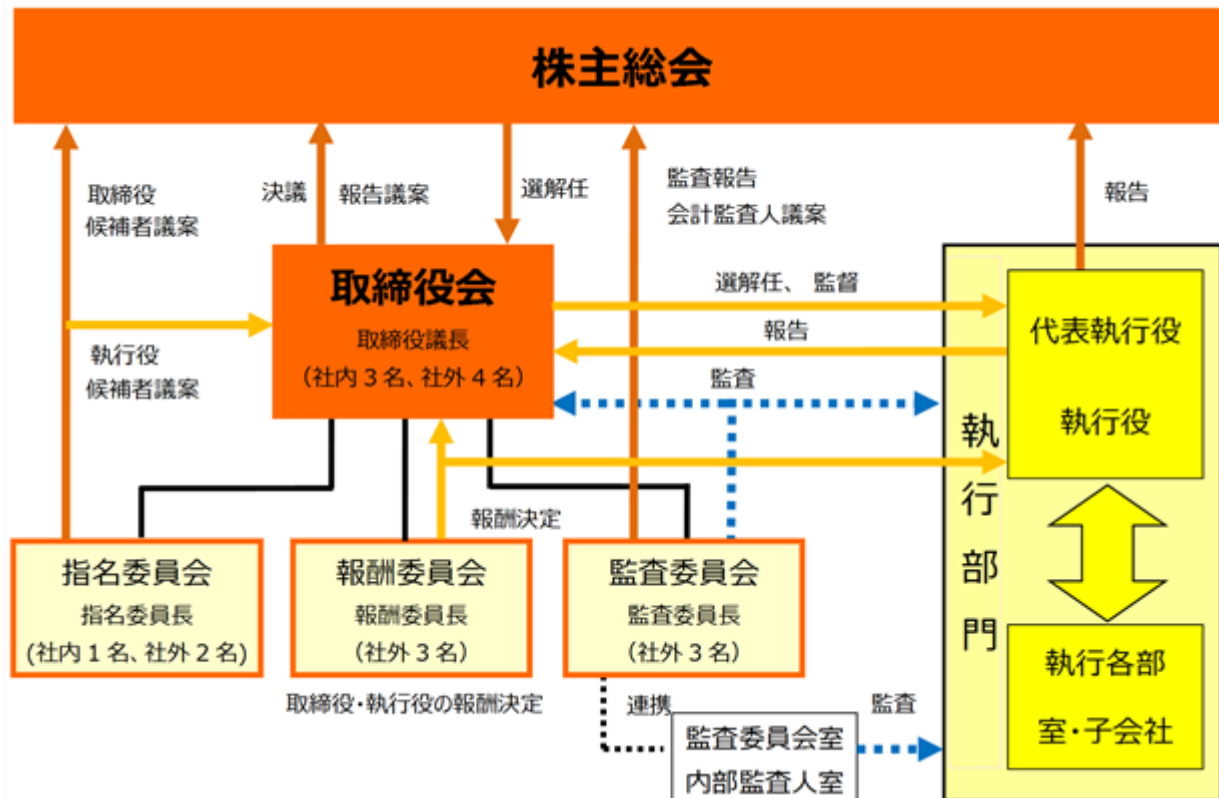 株主総会
取締役
候補者議案
決議
報告議案
選解任
監査報告
会計監査人議案
報告
取締役会
取締役議長
（社内3名、社外4名）
選解任、 監督
報告
監査
執行役
候補者議案
代表執行役
執行役
執行部門
報酬決定
指名委員会
指名委員長
(社内1名、社外2名)
報酬委員会
報酬委員長
（社外3名）
監査委員会
監査委員長
（社外3名）
取締役・執行役の報酬決定
連携
監査
監査委員会室
内部監査人室
執行各部
室・子会社